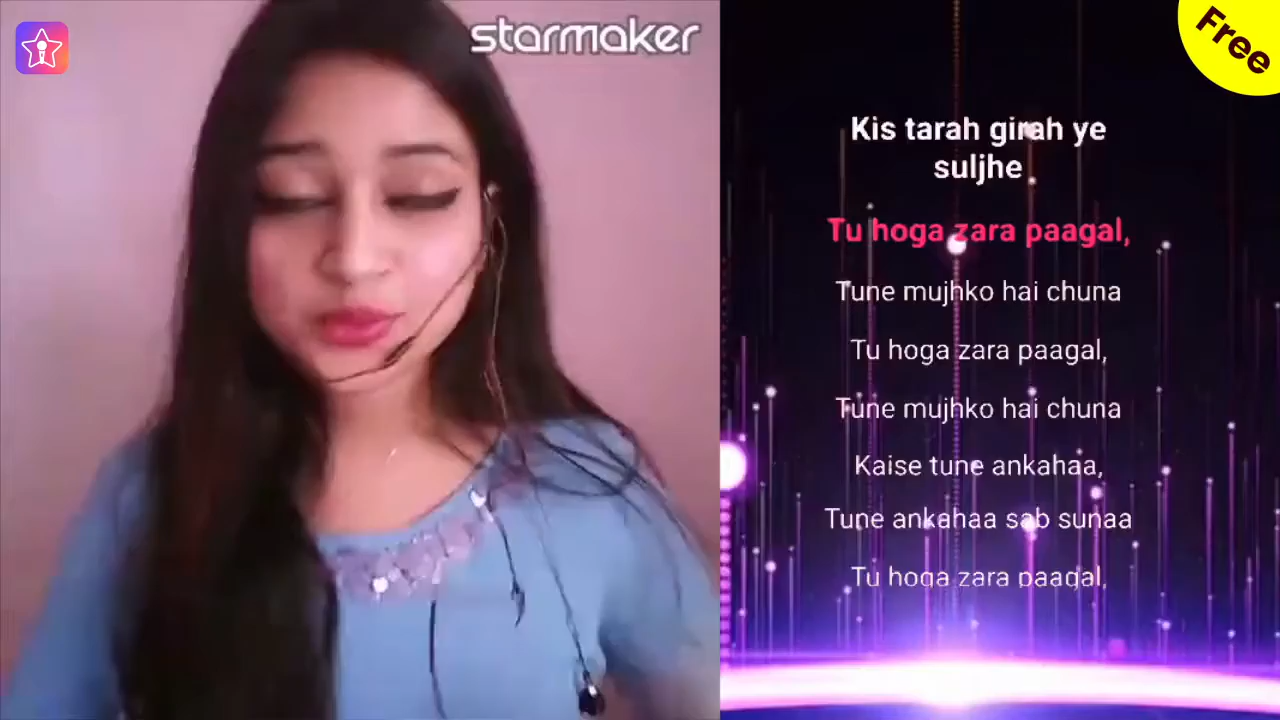 starmaker
Free
Kis tarah girah ye
suljhe
Tu hoga zara paagal,
Tune mujhko hai chuna
Tu hoga zara paagal,
Tune mujhko hai chuna
Kaise tune ankahaa,
Tune ankahaa sab sunaa
Tu hoga zara paagal,